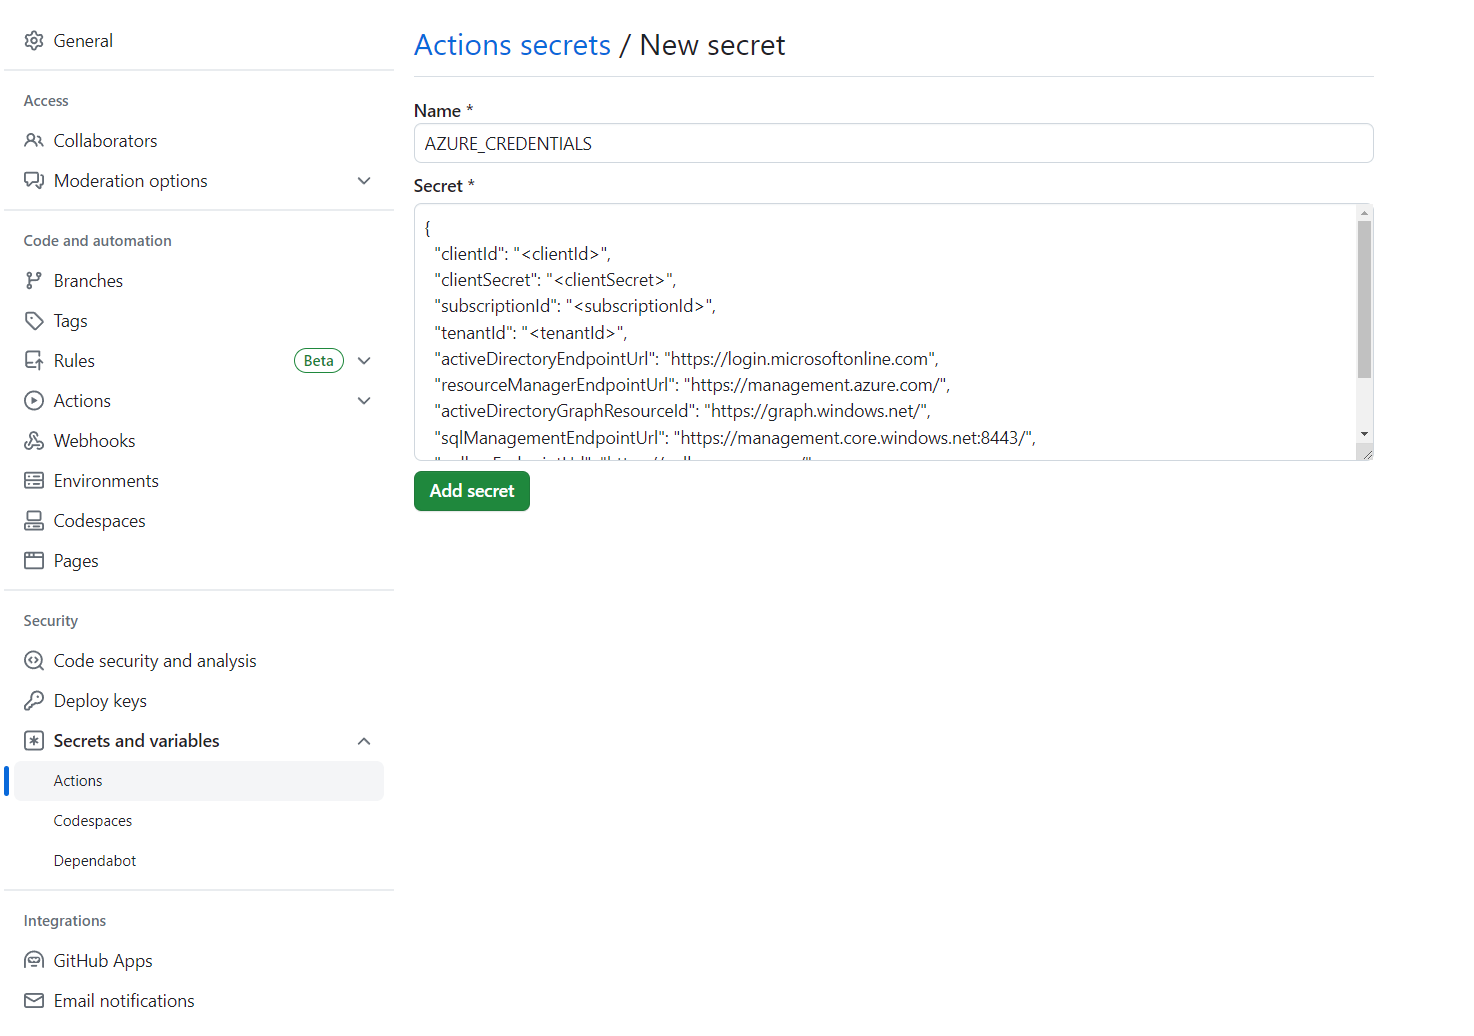 General
Access
Collaborators
Moderation options
Code and automation
Branches
Tags
Rules Beta
Actions
Webhooks
Environments
Codespaces
Pages
Security
Code security and analysis
Deploy keys
Secrets and variables
Actions
Codespaces
Dependabot
Integrations
GitHub Apps
Email notifications
Actions secrets / New secret
Name *
AZURE_CREDENTIALS
Secret *
{
"clientId": "<clientId>",
"clientSecret": "<clientSecret>",
"subscriptionId": "<subscriptionId>",
"tenantId": "<tenantId>",
"activeDirectoryEndpointUrl": "https://login.microsoftonline.com",
"resourceManagerEndpointUrl": "https://management.azure.com/",
"activeDirectoryGraphResourceId": "https://graph.windows.net/",
"sqlManagementEndpointUrl": "https://management.core.windows.net:8443/",
Add secret